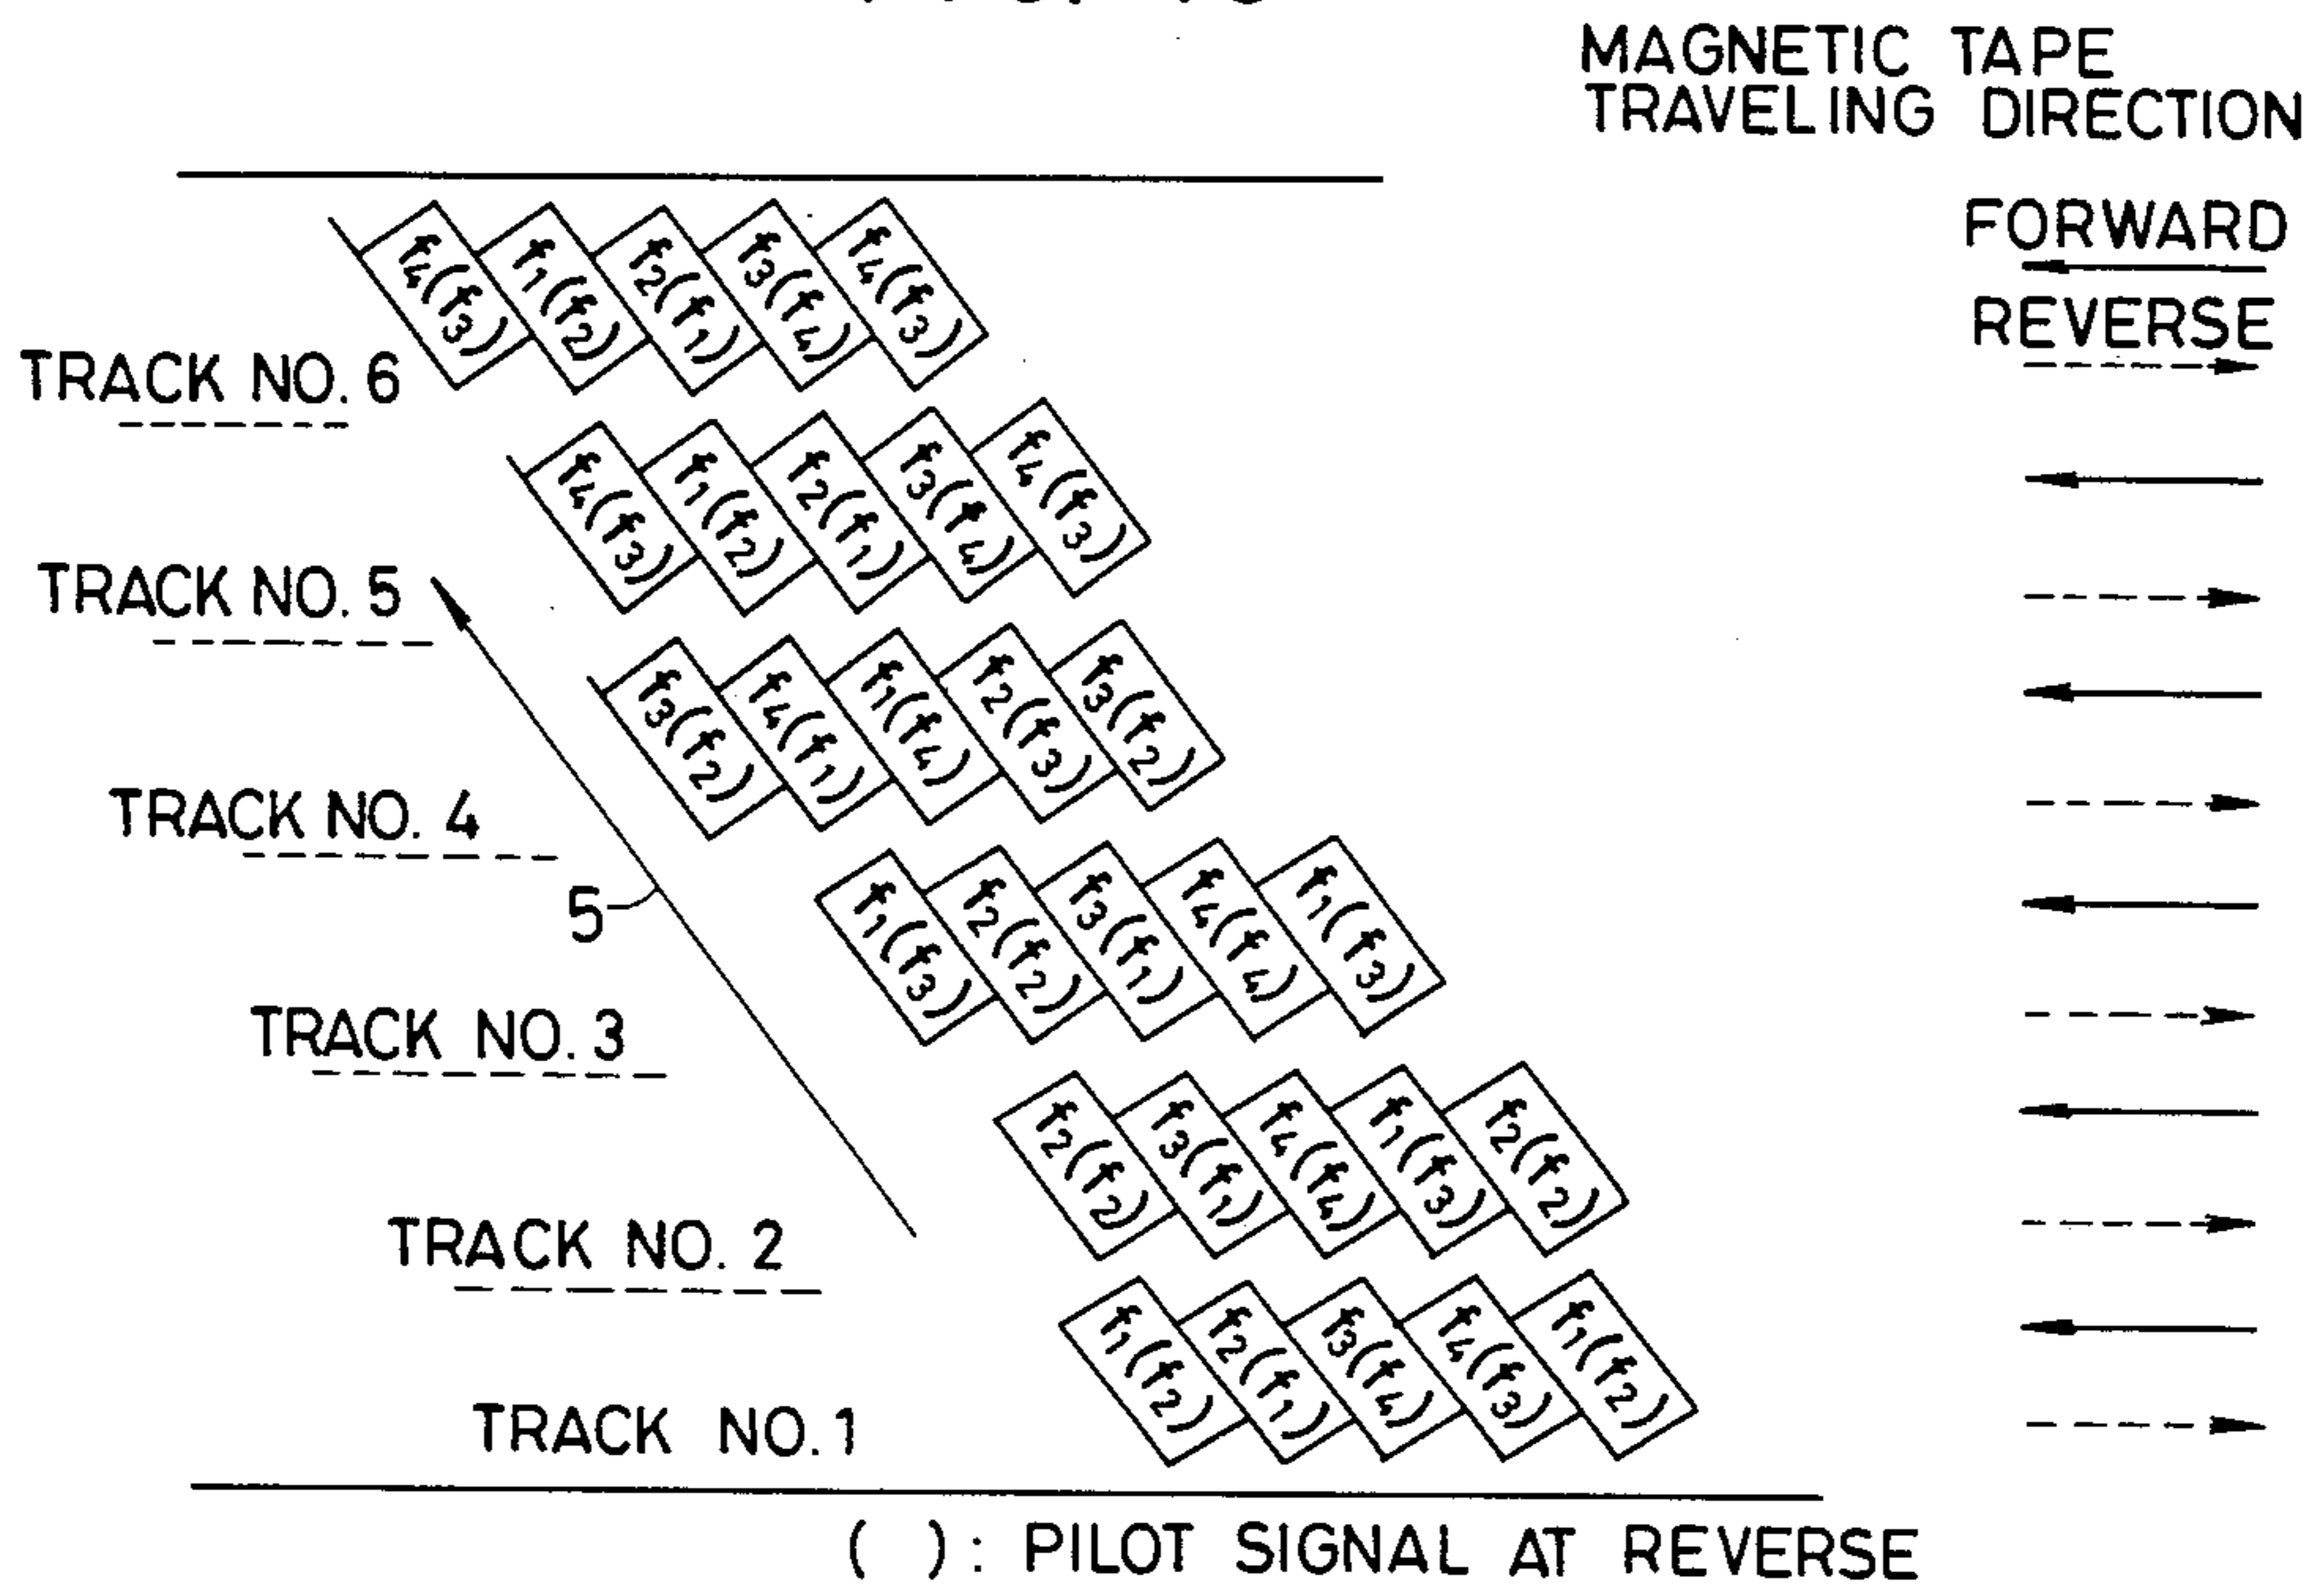 MAGNETIC TAPE
TRAVELING DIRECTION
FORWARD
REVERSE
f4(f3) f1(f2) f2(f1) f3(f4) f4(f3)
TRACK NO. 6
f4(f3) f1(f2) f2(f1) f3(f4) f4(f3)
TRACK NO. 5
f3(f2) f4(f1) f1(f4) f2(f3) f3(f2)
TRACK NO. 4
5
f1(f3) f2(f2) f3(f1) f4(f4) f1(f3)
TRACK NO. 3
f2(f2) f3(f1) f4(f4) f1(f3) f2(f2)
TRACK NO. 2
f1(f2) f2(f1) f3(f4) f4(f3) f1(f2)
TRACK NO. 1
( ): PILOT SIGNAL AT REVERSE